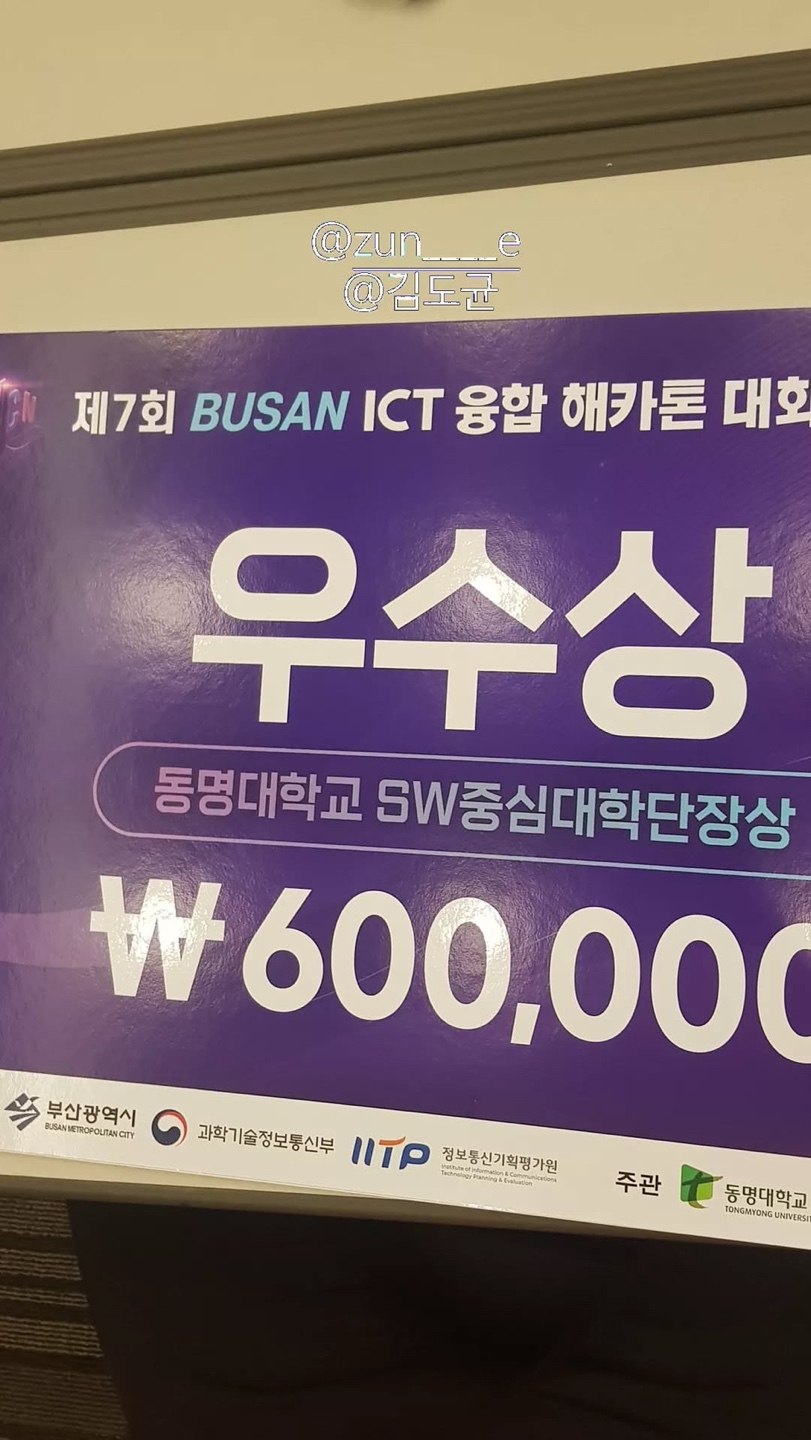 @zun____e
@김도균
제7회 BUSAN ICT 융합 해카톤 대회
우수상
동명대학교 SW중심대학단장상
₩600,000
부산광역시
BUSAN METROPOLITAN CITY
과학기술정보통신부
IITP
정보통신기획평가원
Institute of Information & Communications
Technology Planning & Evaluation
주관
동명대학교
TONGMYONG UNIVERSIT